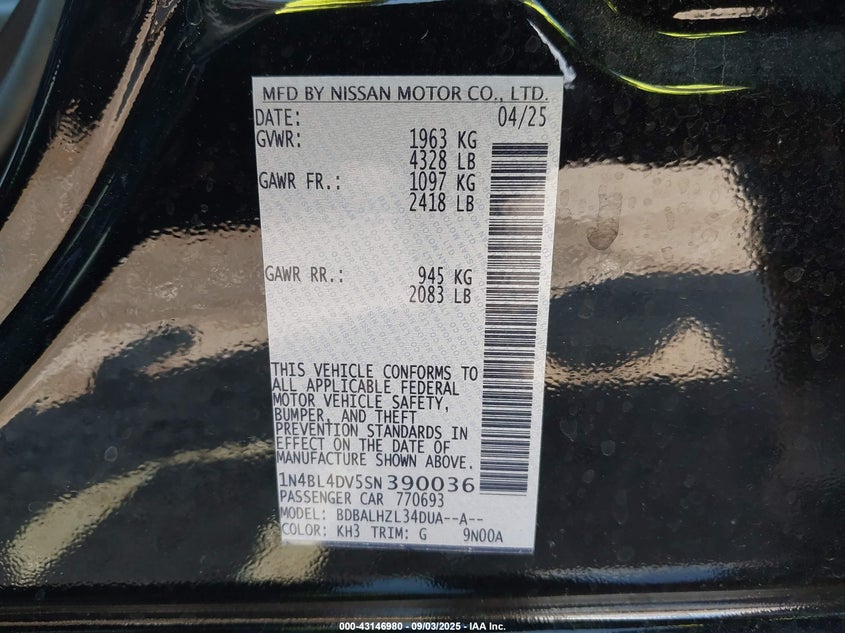 MFD BY NISSAN MOTOR CO., LTD.
DATE: 04/25
GVWR: 1963 KG
4328 LB
GAWR FR.: 1097 KG
2418 LB
GAWR RR.: 945 KG
2083 LB
THIS VEHICLE CONFORMS TO
ALL APPLICABLE FEDERAL
MOTOR VEHICLE SAFETY,
BUMPER, AND THEFT
PREVENTION STANDARDS IN
EFFECT ON THE DATE OF
MANUFACTURE SHOWN ABOVE.
1N4BL4DV5SN390036
PASSENGER CAR 770693
MODEL: BDBALHZL34DUA--A--
COLOR: KH3 TRIM: G 9N00A
000-43146980 - 09/03/2025 - IAA Inc.